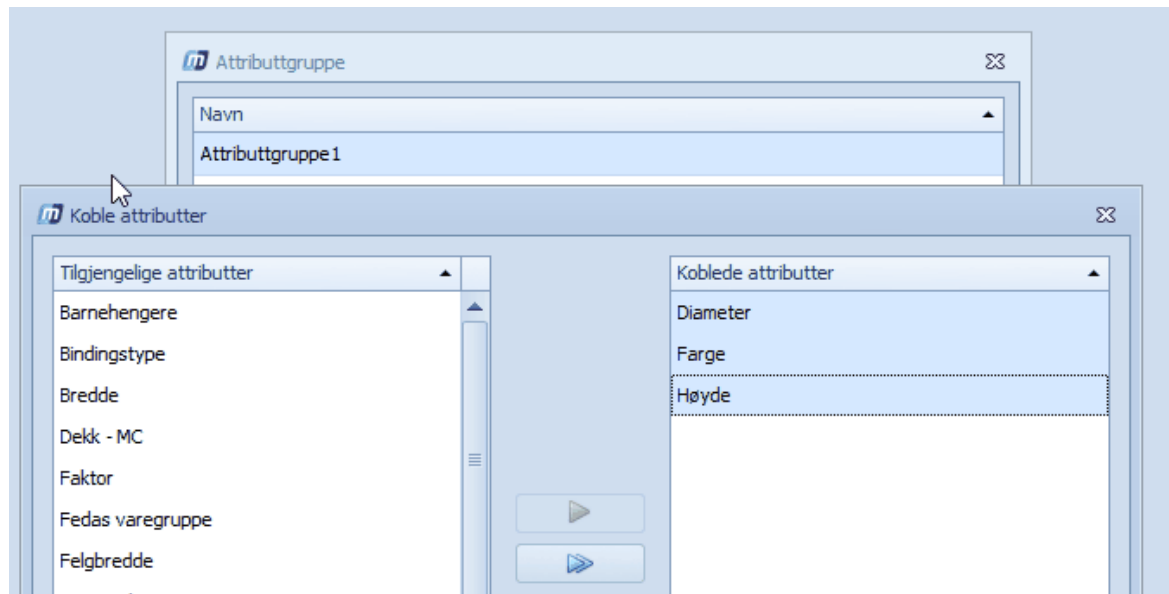 Attributtgruppe
Navn
Attributtgruppe1
Koble attributter
Tilgjengelige attributter
Barnehengere
Bindingstype
Bredde
Dekk - MC
Faktor
Fedas varegruppe
Felgbredde
Koblede attributter
Diameter
Farge
Høyde